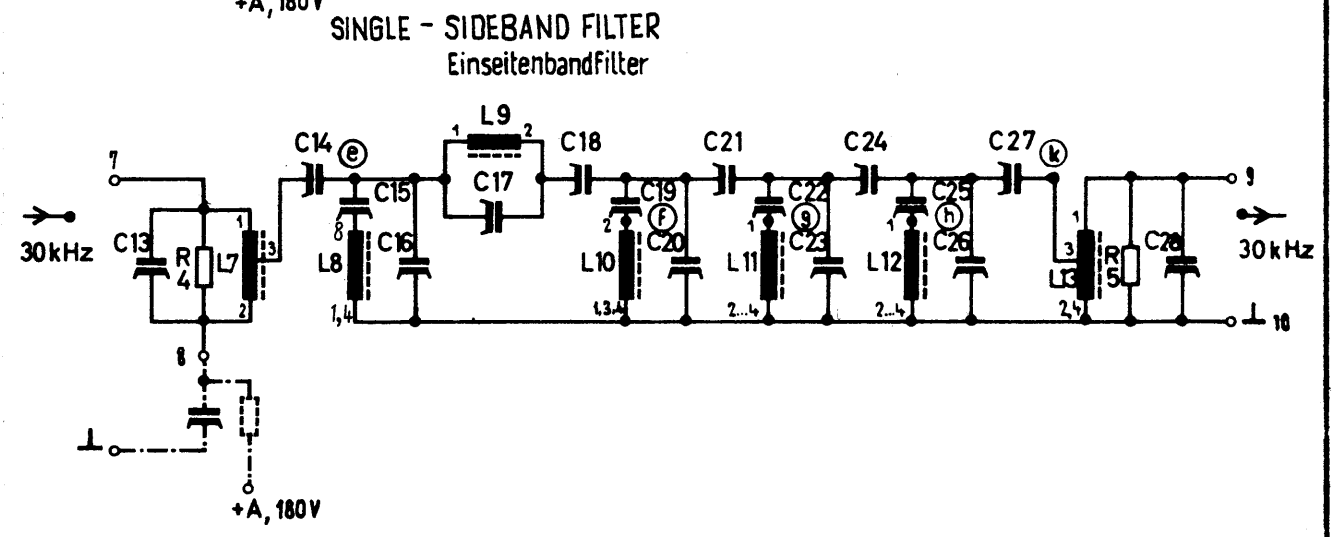 +A, 180V
SINGLE - SIDEBAND FILTER
Einseitenbandfilter
L9
1 2
C14 e C18 C21 C24 C27 k
7 C15 C17 C19 C22 C25 9
1 8 2 f 1 g 1 h 1
30kHz C13 R4 L7 3 L8 C16 L10 C20 L11 C23 L12 C26 3 L13 R5 C28 30kHz
2 1,4 1,3,4 2...4 2...4 2,4 ⊥ 10
8
⊥
+A, 180V